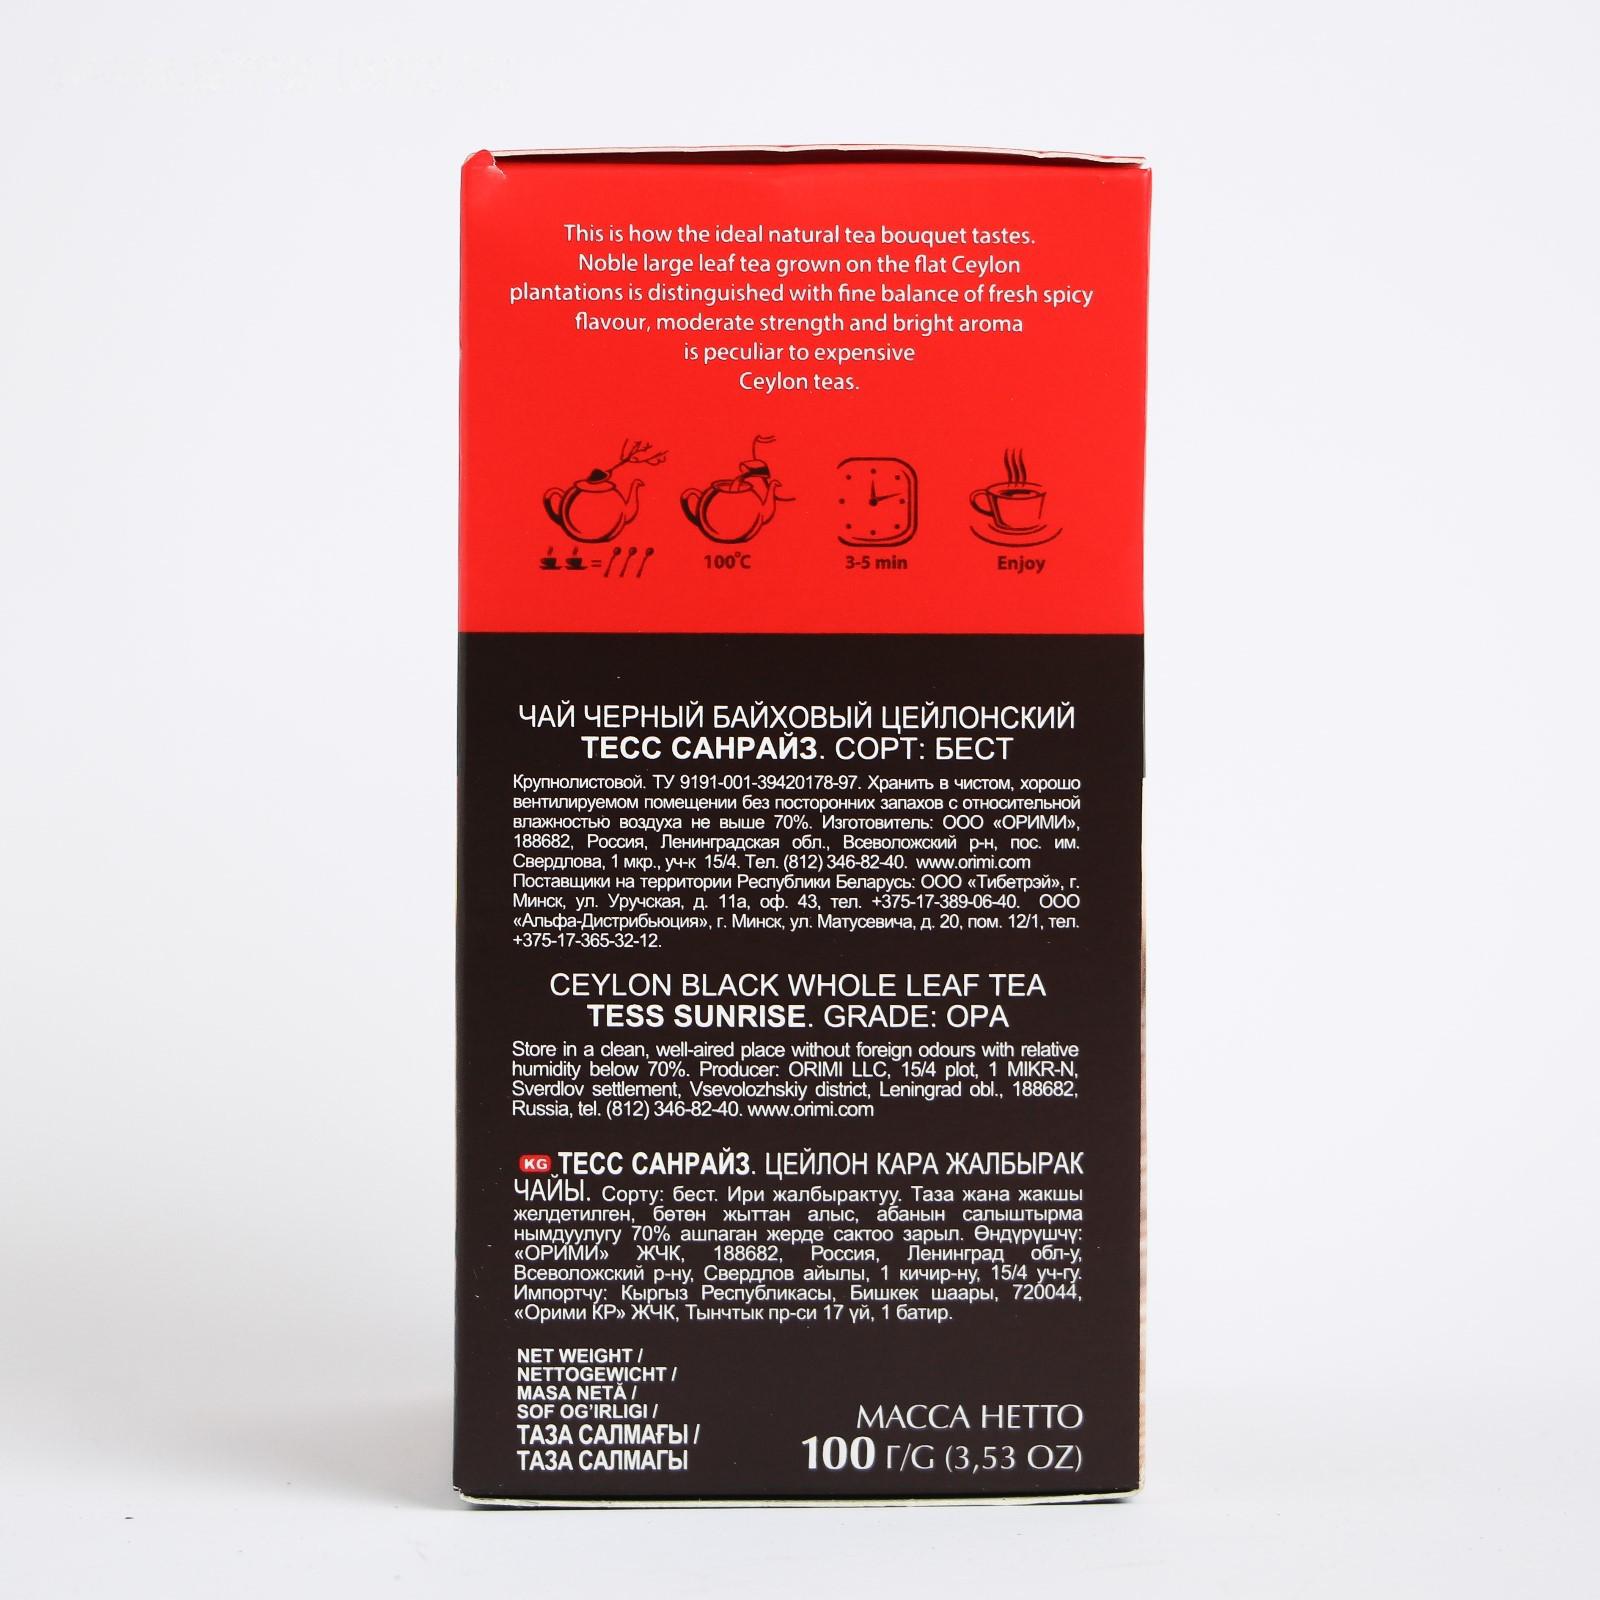 This is how the ideal natural tea bouquet tastes.
Noble large leaf tea grown on the flat Ceylon
plantations is distinguished with fine balance of fresh spicy
flavour, moderate strength and bright aroma
is peculiar to expensive
Ceylon teas.
=
100°C
3-5 min
Enjoy
ЧАЙ ЧЕРНЫЙ БАЙХОВЫЙ ЦЕЙЛОНСКИЙ
ТЕСС САНРАЙЗ. СОРТ: БЕСТ
Крупнолистовой. ТУ 9191-001-39420178-97. Хранить в чистом, хорошо
вентилируемом помещении без посторонних запахов с относительной
влажностью воздуха не выше 70%. Изготовитель: ООО «ОРИМИ»,
188682, Россия, Ленинградская обл., Всеволожский р-н, пос. им.
Свердлова, 1 мкр., уч-к 15/4. Тел. (812) 346-82-40. www.orimi.com
Поставщики на территории Республики Беларусь: ООО «Тибетрэй», г.
Минск, ул. Уручская, д. 11а, оф. 43, тел. +375-17-389-06-40. ООО
«Альфа-Дистрибьюция», г. Минск, ул. Матусевича, д. 20, пом. 12/1, тел.
+375-17-365-32-12.
CEYLON BLACK WHOLE LEAF TEA
TESS SUNRISE. GRADE: OPA
Store in a clean, well-aired place without foreign odours with relative
humidity below 70%. Producer: ORIMI LLC, 15/4 plot, 1 MIKR-N,
Sverdlov settlement, Vsevolozhskiy district, Leningrad obl., 188682,
Russia, tel. (812) 346-82-40. www.orimi.com
KG ТЕСС САНРАЙЗ. ЦЕЙЛОН КАРА ЖАЛБЫРАК
ЧАЙЫ. Сорту: бест. Ири жалбырактуу. Таза жана жакшы
желдетилген, бөтөн жыттан алыс, абанын салыштырма
нымдуулугу 70% ашпаган жерде сактоо зарыл. Өндүрүшчү:
«ОРИМИ» ЖЧК, 188682, Россия, Ленинград обл-у,
Всеволожский р-ну, Свердлов айылы, 1 кичир-ну, 15/4 уч-гу.
Импортчу: Кыргыз Республикасы, Бишкек шаары, 720044,
«Орими КР» ЖЧК, Тынчтык пр-си 17 үй, 1 батир.
NET WEIGHT /
NETTOGEWICHT /
MASA NETĂ /
SOF OG'IRLIGI /
ТАЗА САЛМАҒЫ /
ТАЗА САЛМАГЫ
МАССА НЕТТО
100 Г/G (3,53 OZ)